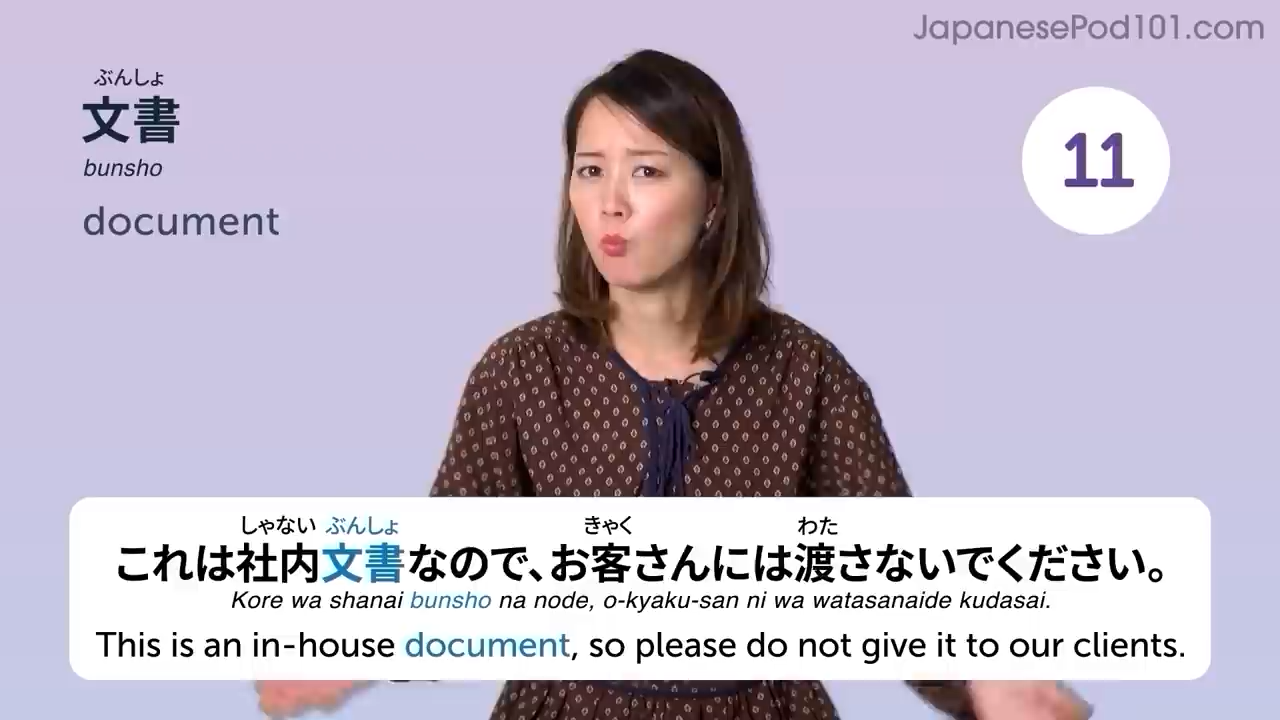 JapanesePod101.com
ぶんしょ
文書
bunsho
document
11
しゃない ぶんしょ きゃく わた
これは社内文書なので、お客さんには渡さないでください。
Kore wa shanai bunsho na node, o-kyaku-san ni wa watasanaide kudasai.
This is an in-house document, so please do not give it to our clients.